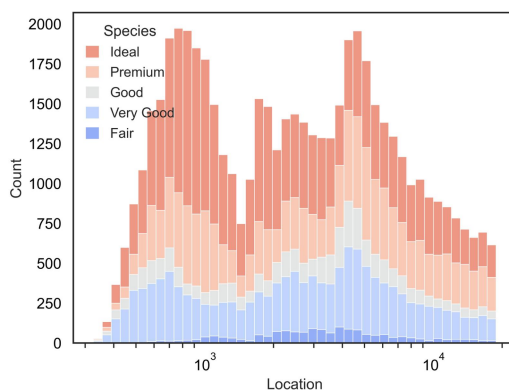 2000
1750
1500
1250
1000
750
500
250
0
Count
Species
Ideal
Premium
Good
Very Good
Fair
10³
10⁴
Location